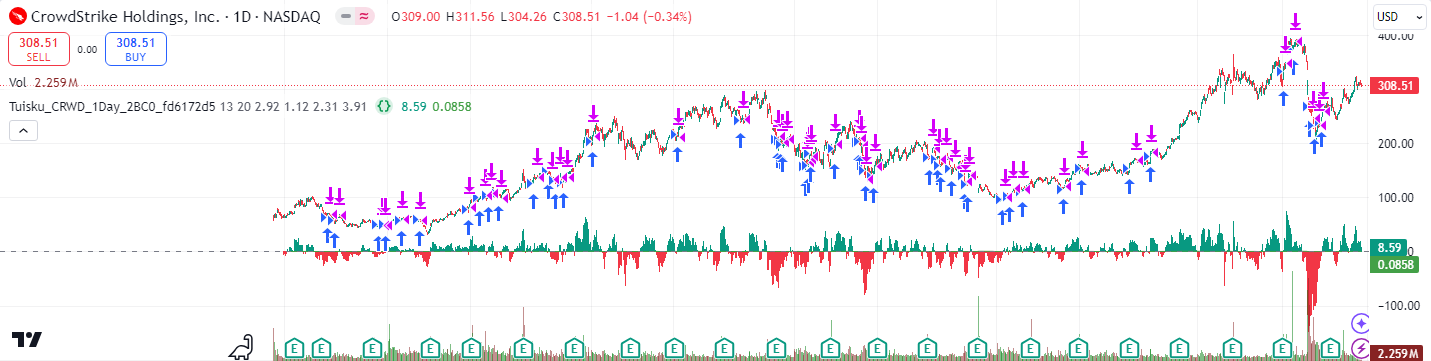 CrowdStrike Holdings, Inc. · 1D · NASDAQ O309.00 H311.56 L304.26 C308.51 −1.04 (−0.34%)
USD
308.51 SELL
0.00
308.51 BUY
Vol 2.259M
Tuisku_CRWD_1Day_2BC0_fd6172d5 13 20 2.92 1.12 2.31 3.91 8.59 0.0858
400.00
308.51
200.00
100.00
8.59
0.0858
−100.00
2.259M
E E E E E E E E E E E E E E E E E E E E E